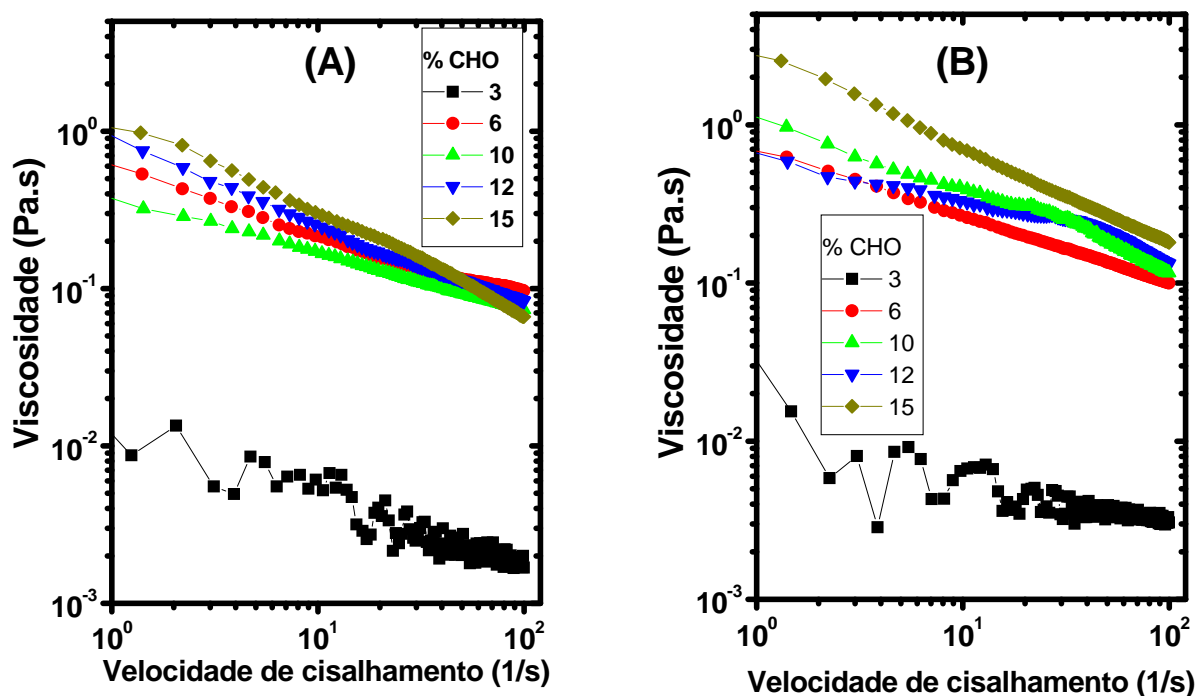 (A)
% CHO
3
6
10
12
15
Viscosidade (Pa.s)
10^0
10^-1
10^-2
10^-3
10^0 10^1 10^2
Velocidade de cisalhamento (1/s)
(B)
% CHO
3
6
10
12
15
Viscosidade (Pa.s)
10^0
10^-1
10^-2
10^-3
10^0 10^1 10^2
Velocidade de cisalhamento (1/s)